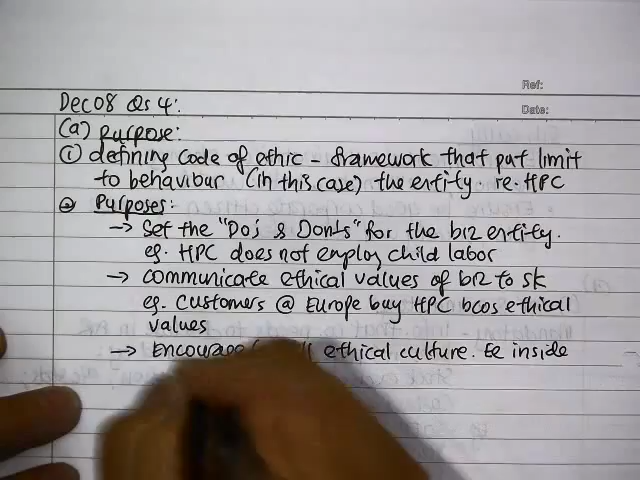 Ref:
Dec 08 Qs 4:
Date:
(a) purpose:
① defining code of ethic - framework that put limit
to behaviour (in this case) the entity. re. HPC
② Purposes:
→ Set the "Do's & Donts" for the biz entity.
eg. HPC does not employ child labor
→ communicate ethical values of biz to sk
eg. Customers @ Europe buy HPC bcos ethical
values
→ Encourage ethical culture. Ee inside